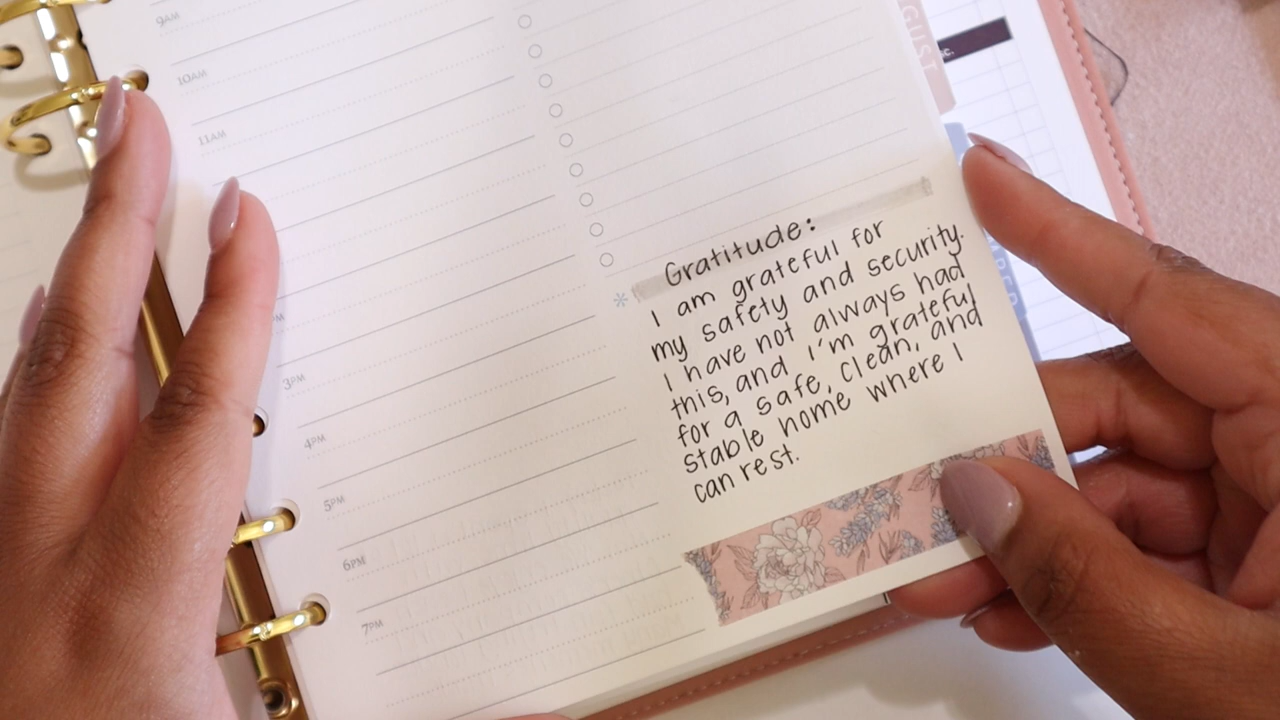 9AM
10AM
11AM
3PM
4PM
5PM
6PM
7PM
Gratitude:
I am grateful for
my safety and security.
I have not always had
this, and I'm grateful
for a safe, clean, and
stable home where I
can rest.